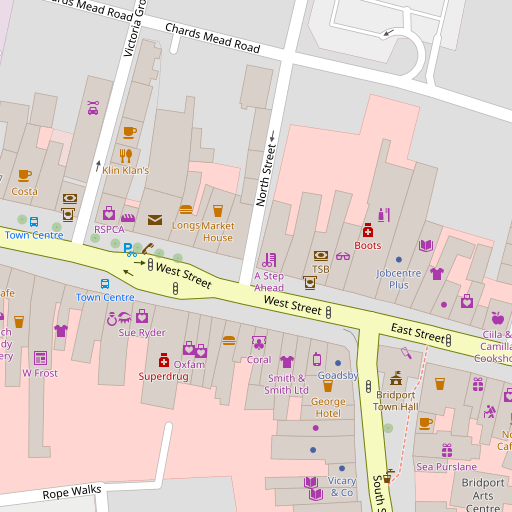 Chards Mead Road
Chards Mead Road
Victoria Gro
North Street
Klin Klan's
Costa
RSPCA
Longs
Market
House
Town Centre
Boots
TSB
A Step
Ahead
Jobcentre
Plus
West Street
West Street
East Street
Town Centre
Sue Ryder
W Frost
Superdrug
Oxfam
Coral
Smith &
Smith Ltd
Goadsby
George
Hotel
Bridport
Town Hall
Ciila &
Camilla
Cooksho
Sea Purslane
Vicary
& Co
South S
Bridport
Arts
Centre
Rope Walks